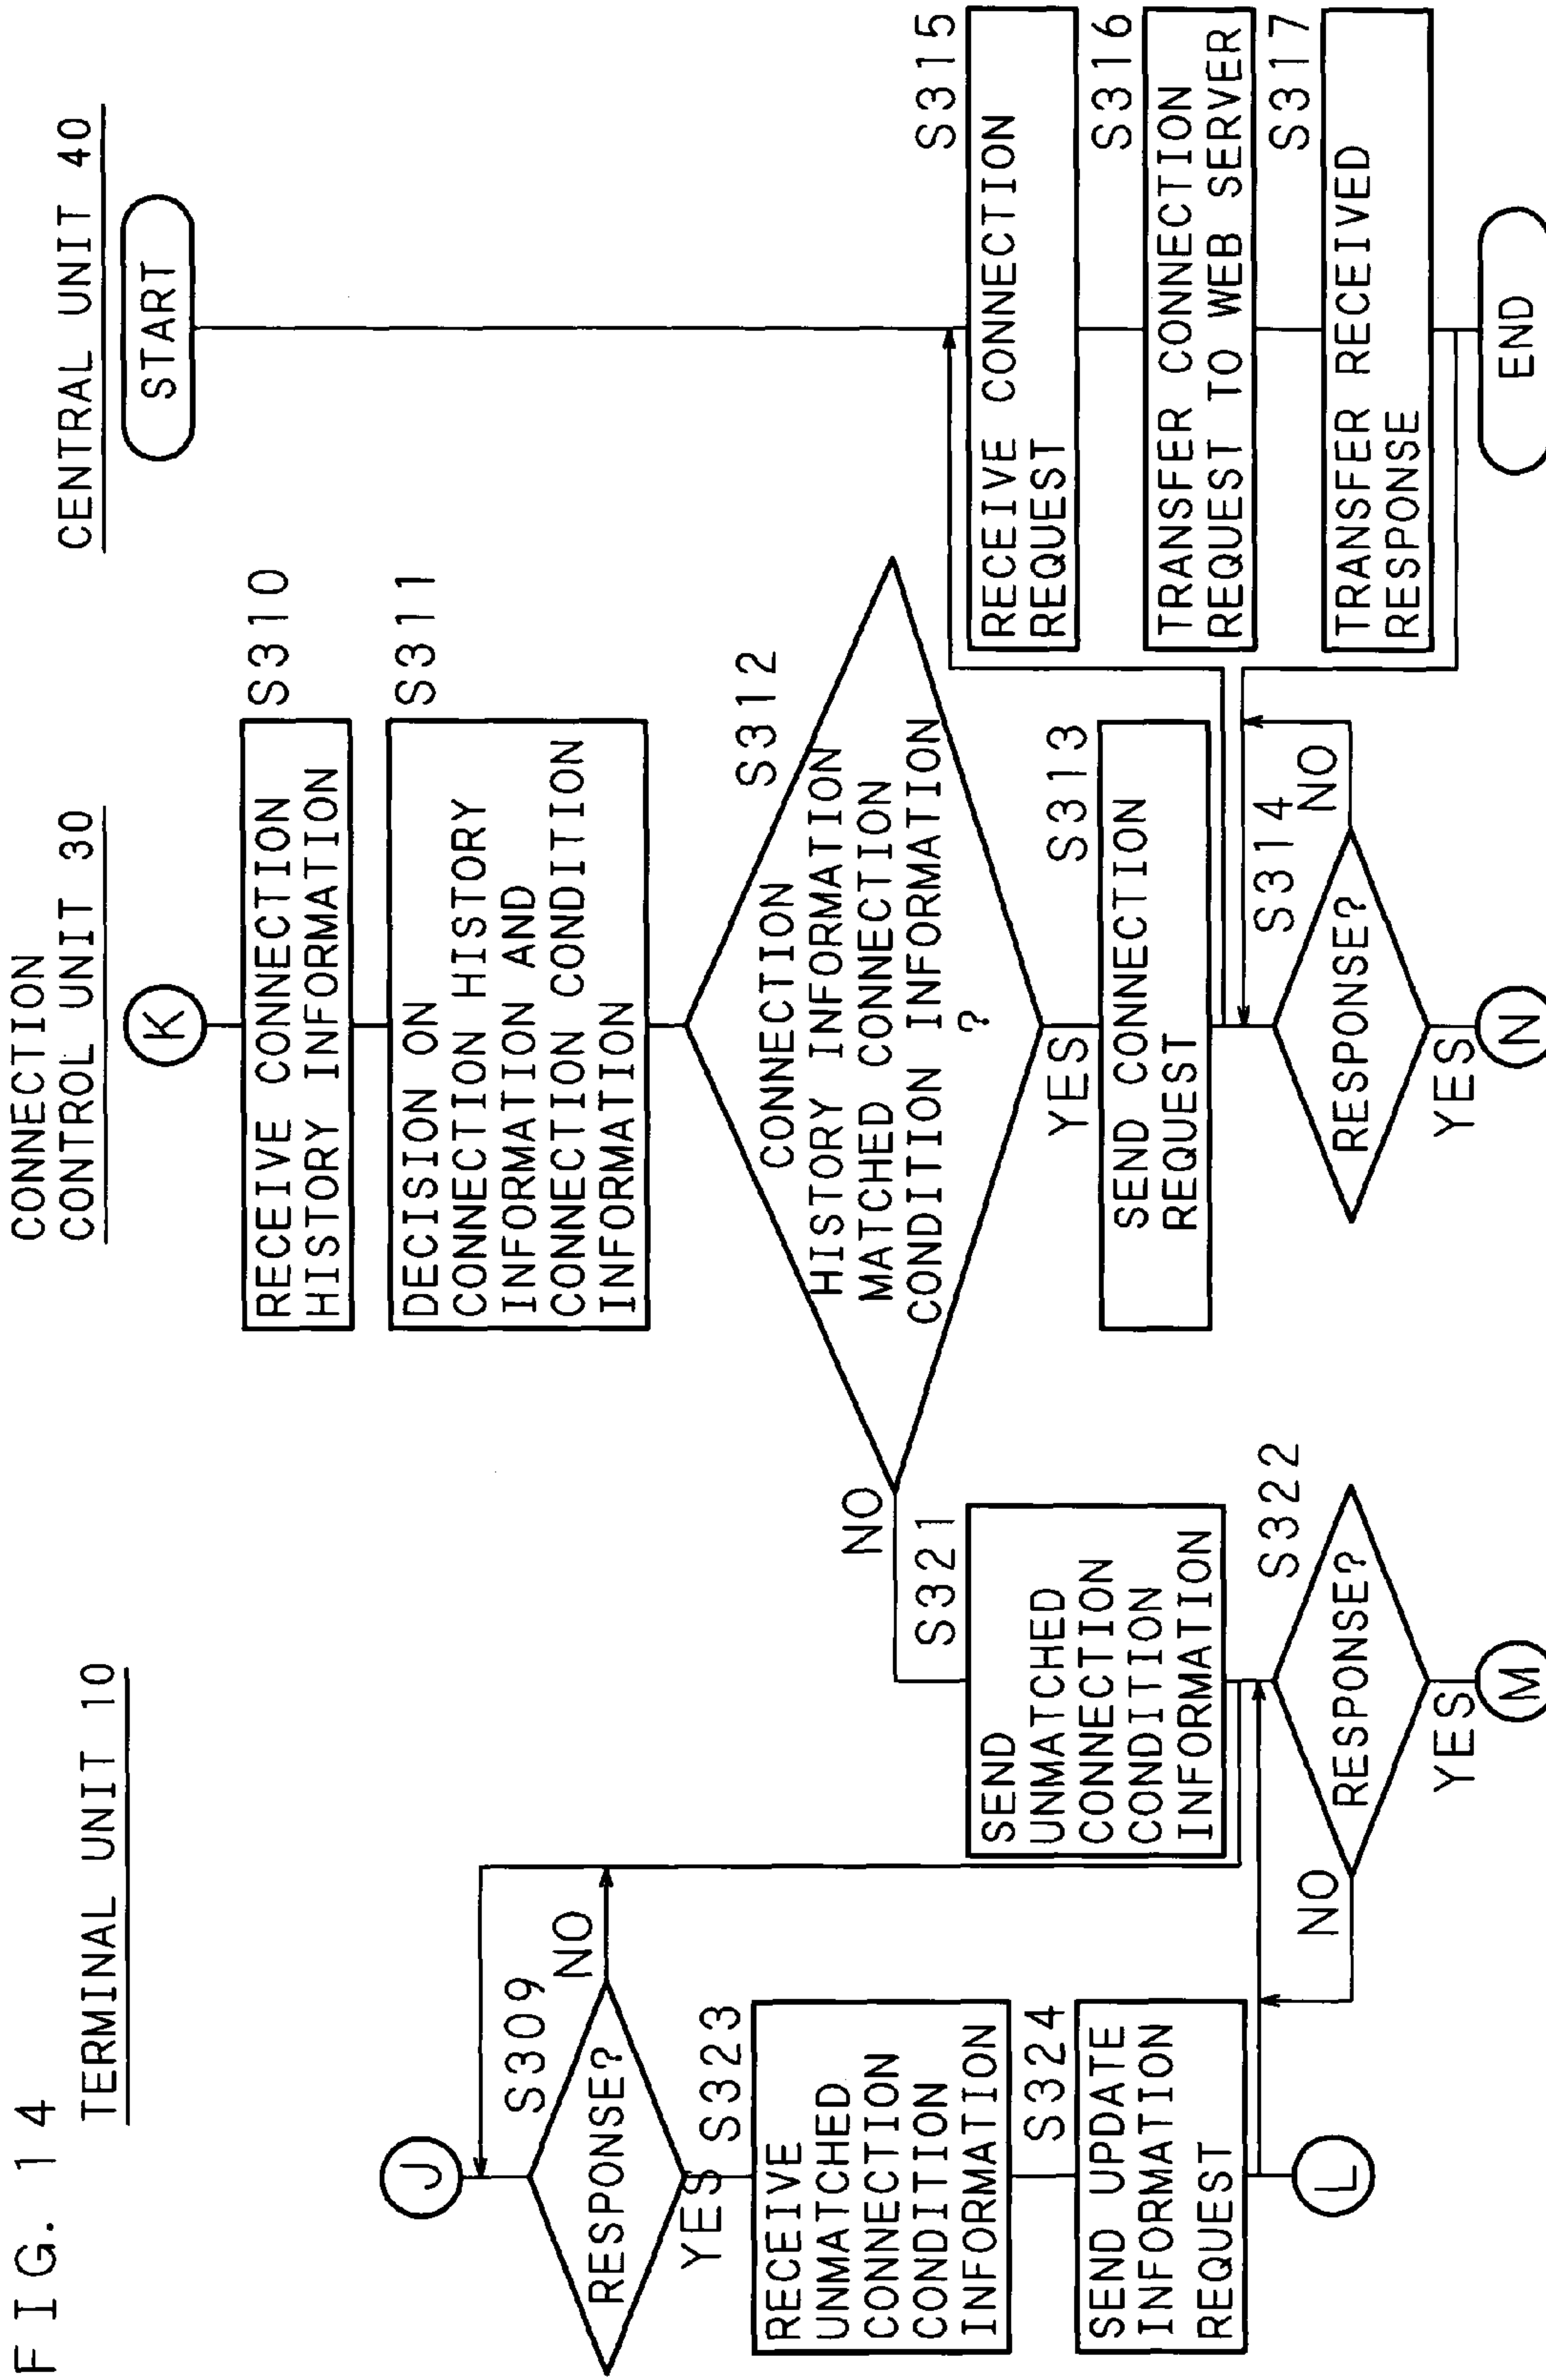 FIG. 14
TERMINAL UNIT 10
J
S309
RESPONSE?
NO
YES
S323
RECEIVE
UNMATCHED
CONNECTION
CONDITION
INFORMATION
S324
SEND UPDATE
INFORMATION
REQUEST
L
CONNECTION
CONTROL UNIT 30
K
S310
RECEIVE CONNECTION
HISTORY INFORMATION
S311
DECISION ON
CONNECTION HISTORY
INFORMATION AND
CONNECTION CONDITION
INFORMATION
S312
CONNECTION
HISTORY INFORMATION
MATCHED CONNECTION
CONDITION INFORMATION
?
NO
YES
S321
SEND
UNMATCHED
CONNECTION
CONDITION
INFORMATION
S322
RESPONSE?
NO
YES
M
S313
SEND CONNECTION
REQUEST
S314
RESPONSE?
NO
YES
N
CENTRAL UNIT 40
START
S315
RECEIVE CONNECTION
REQUEST
S316
TRANSFER CONNECTION
REQUEST TO WEB SERVER
S317
TRANSFER RECEIVED
RESPONSE
END